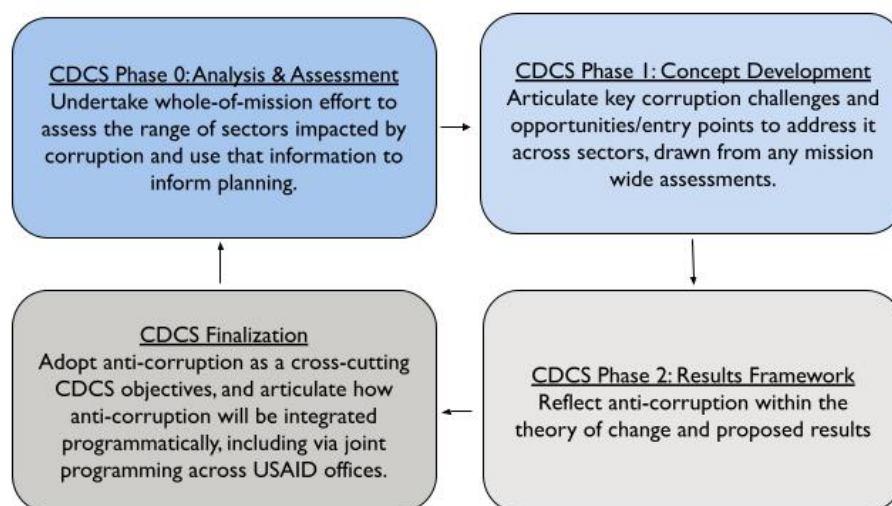 CDCS Phase 0: Analysis & Assessment
Undertake whole-of-mission effort to
assess the range of sectors impacted by
corruption and use that information to
inform planning.
CDCS Phase 1: Concept Development
Articulate key corruption challenges and
opportunities/entry points to address it
across sectors, drawn from any mission
wide assessments.
CDCS Phase 2: Results Framework
Reflect anti-corruption within the
theory of change and proposed results
CDCS Finalization
Adopt anti-corruption as a cross-cutting
CDCS objectives, and articulate how
anti-corruption will be integrated
programmatically, including via joint
programming across USAID offices.